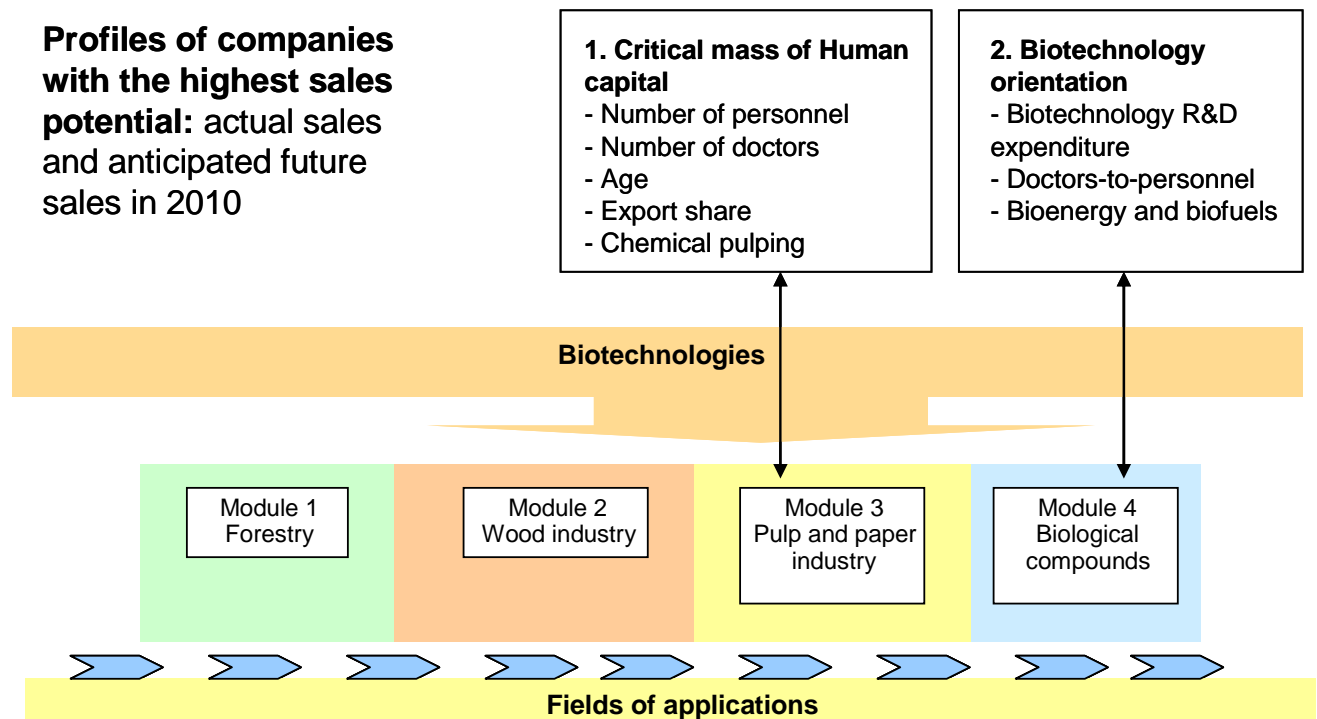 Profiles of companies
with the highest sales
potential: actual sales
and anticipated future
sales in 2010
1. Critical mass of Human
capital
- Number of personnel
- Number of doctors
- Age
- Export share
- Chemical pulping
2. Biotechnology
orientation
- Biotechnology R&D
expenditure
- Doctors-to-personnel
- Bioenergy and biofuels
Biotechnologies
Module 1
Forestry
Module 2
Wood industry
Module 3
Pulp and paper
industry
Module 4
Biological
compounds
Fields of applications